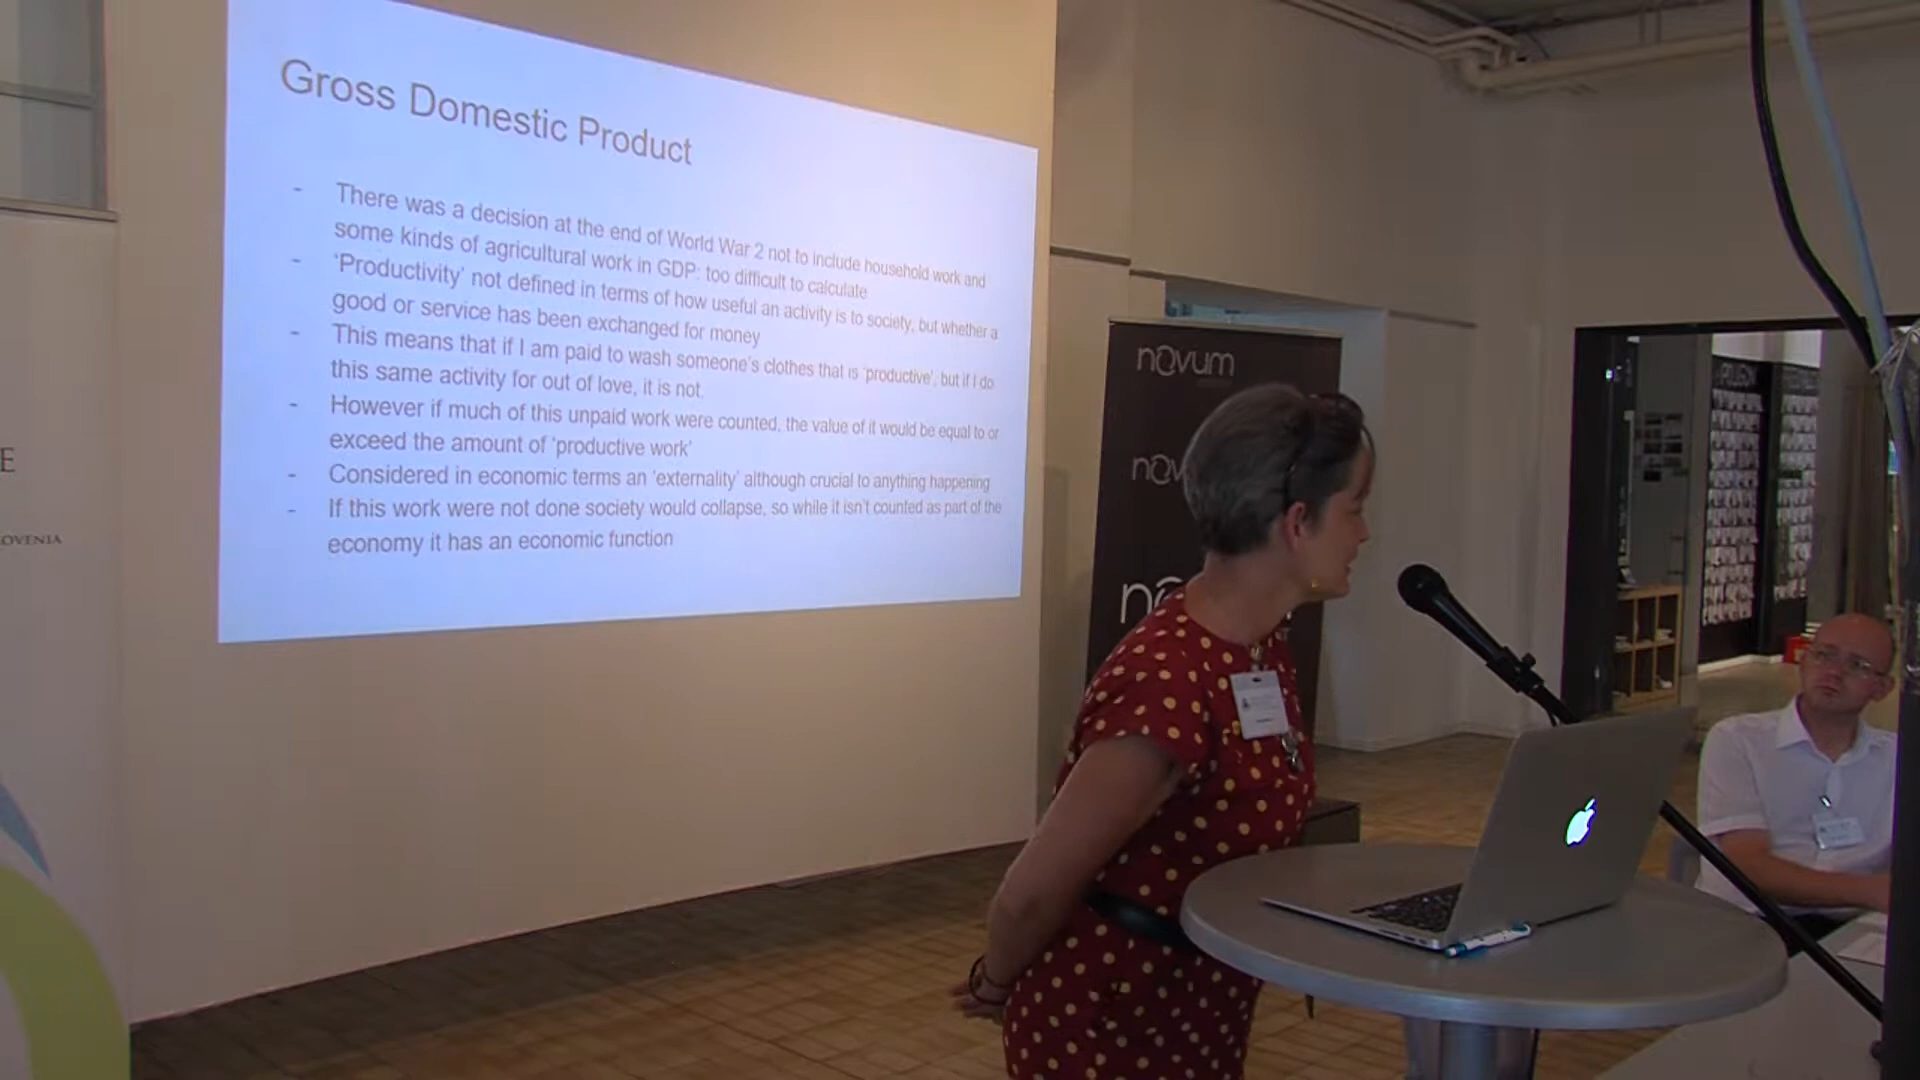 Gross Domestic Product
- There was a decision at the end of World War 2 not to include household work and
some kinds of agricultural work in GDP: too difficult to calculate
- 'Productivity' not defined in terms of how useful an activity is to society, but whether a
good or service has been exchanged for money
- This means that if I am paid to wash someone's clothes that is 'productive', but if I do
this same activity for out of love, it is not.
- However if much of this unpaid work were counted, the value of it would be equal to or
exceed the amount of 'productive work'
- Considered in economic terms an 'externality' although crucial to anything happening
- If this work were not done society would collapse, so while it isn't counted as part of the
economy it has an economic function
E
OVENIA
novum
nov
no